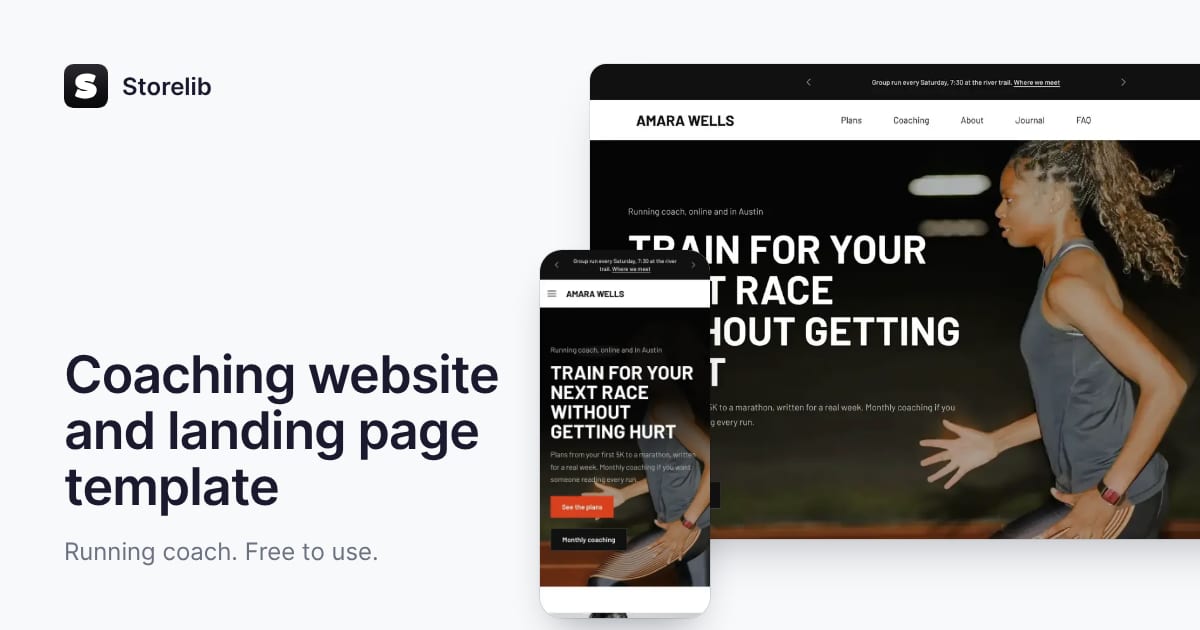 Storelib
Coaching website
and landing page
template
Running coach. Free to use.
Group run every Saturday, 7:30 at the river trail. Where we meet
AMARA WELLS
Plans
Coaching
About
Journal
FAQ
Running coach, online and in Austin
TRAIN FOR YOUR
T RACE
HOUT GETTING
T
5K to a marathon, written for a real week. Monthly coaching if you
g every run.
Group run every Saturday, 7:30 at the river
trail. Where we meet
AMARA WELLS
Running coach, online and in Austin
TRAIN FOR YOUR
NEXT RACE
WITHOUT
GETTING HURT
Plans from your first 5K to a marathon, written
for a real week. Monthly coaching if you want
someone reading every run.
See the plans
Monthly coaching